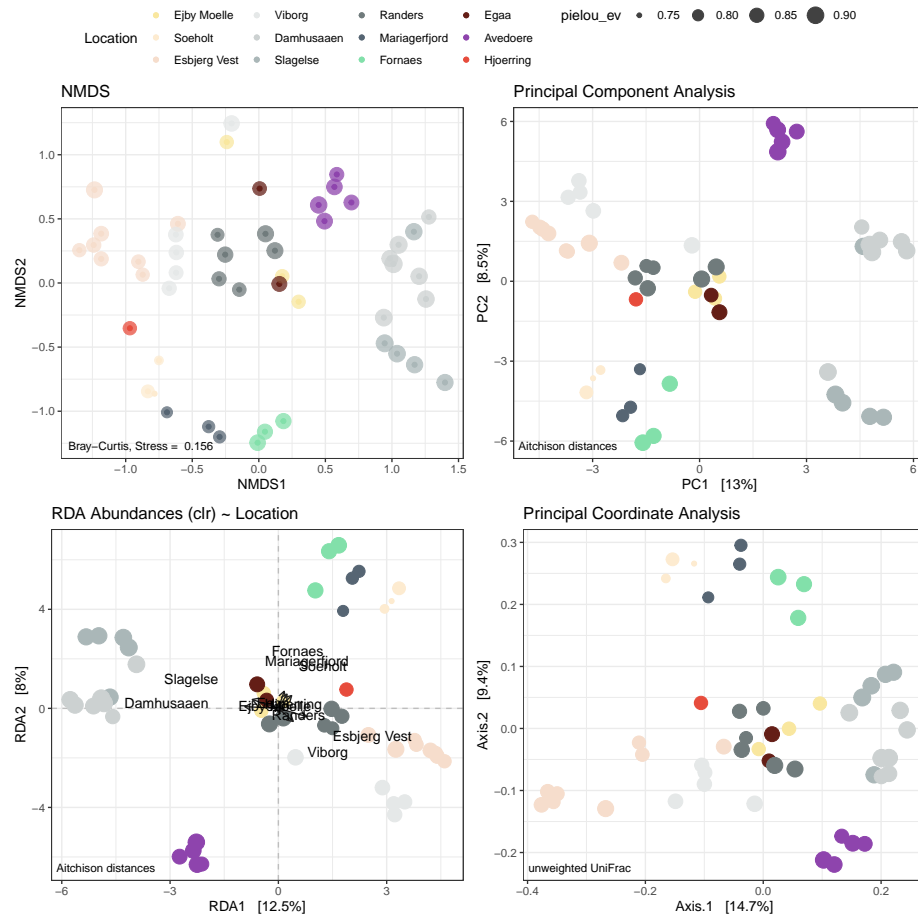 Location
Ejby Moelle
Soeholt
Esbjerg Vest
Viborg
Damhusaaen
Slagelse
Randers
Mariagerfjord
Fornaes
Egaa
Avedoere
Hjoerring
pielou_ev
0.75
0.80
0.85
0.90
NMDS
1.0
0.5
0.0
−0.5
−1.0
NMDS2
Bray−Curtis, Stress = 0.156
−1.0
−0.5
0.0
0.5
1.0
1.5
NMDS1
Principal Component Analysis
6
3
0
−3
−6
PC2 [8.5%]
Aitchison distances
−3
0
3
6
PC1 [13%]
RDA Abundances (clr) ~ Location
4
0
−4
RDA2 [8%]
Fornaes
Mariagerfjord
Soeholt
Slagelse
Damhusaaen
Randers
Esbjerg Vest
Viborg
Aitchison distances
−6
−3
0
3
RDA1 [12.5%]
Principal Coordinate Analysis
0.3
0.2
0.1
0.0
−0.1
−0.2
Axis.2 [9.4%]
unweighted UniFrac
−0.4
−0.2
0.0
0.2
Axis.1 [14.7%]